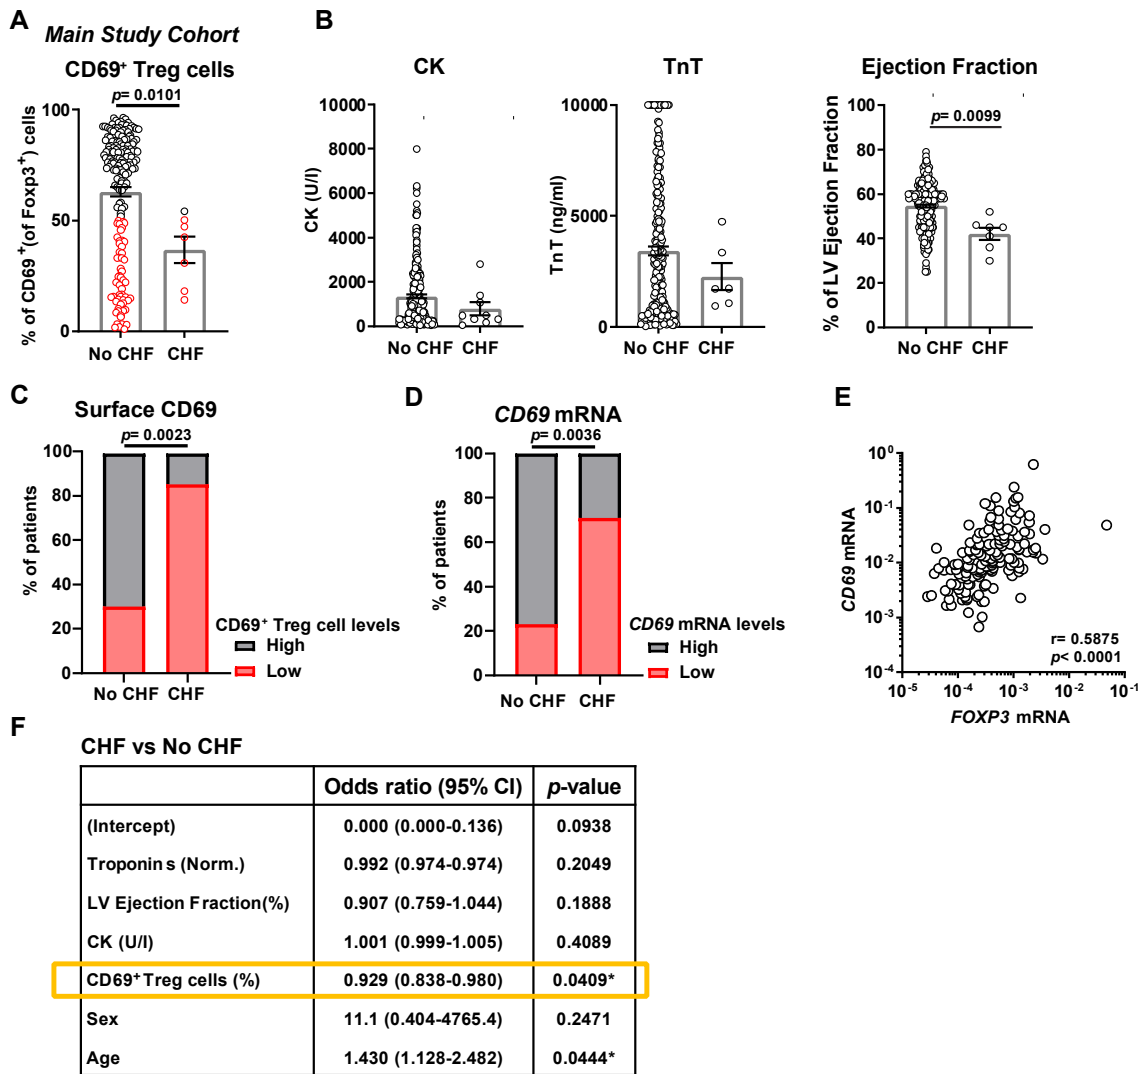 A
Main Study Cohort
CD69+ Treg cells
p= 0.0101
% of CD69+(of Foxp3+) cells
100
50
0
No CHF CHF
B
CK
CK (U/l)
10000
8000
6000
4000
2000
0
No CHF CHF
TnT
TnT (ng/ml)
10000
5000
0
No CHF CHF
Ejection Fraction
p= 0.0099
% of LV Ejection Fraction
100
80
60
40
20
0
No CHF CHF
C
Surface CD69
p= 0.0023
% of patients
100
80
60
40
20
0
No CHF CHF
CD69+ Treg cell levels
High
Low
D
CD69 mRNA
p= 0.0036
% of patients
100
80
60
40
20
0
No CHF CHF
CD69 mRNA levels
High
Low
E
CD69 mRNA
10^0
10^-1
10^-2
10^-3
10^-4
r= 0.5875
p< 0.0001
10^-5 10^-4 10^-3 10^-2 10^-1
FOXP3 mRNA
F
CHF vs No CHF
Odds ratio (95% CI) p-value
(Intercept) 0.000 (0.000-0.136) 0.0938
Troponins (Norm.) 0.992 (0.974-0.974) 0.2049
LV Ejection Fraction(%) 0.907 (0.759-1.044) 0.1888
CK (U/l) 1.001 (0.999-1.005) 0.4089
CD69+ Treg cells (%) 0.929 (0.838-0.980) 0.0409*
Sex 11.1 (0.404-4765.4) 0.2471
Age 1.430 (1.128-2.482) 0.0444*